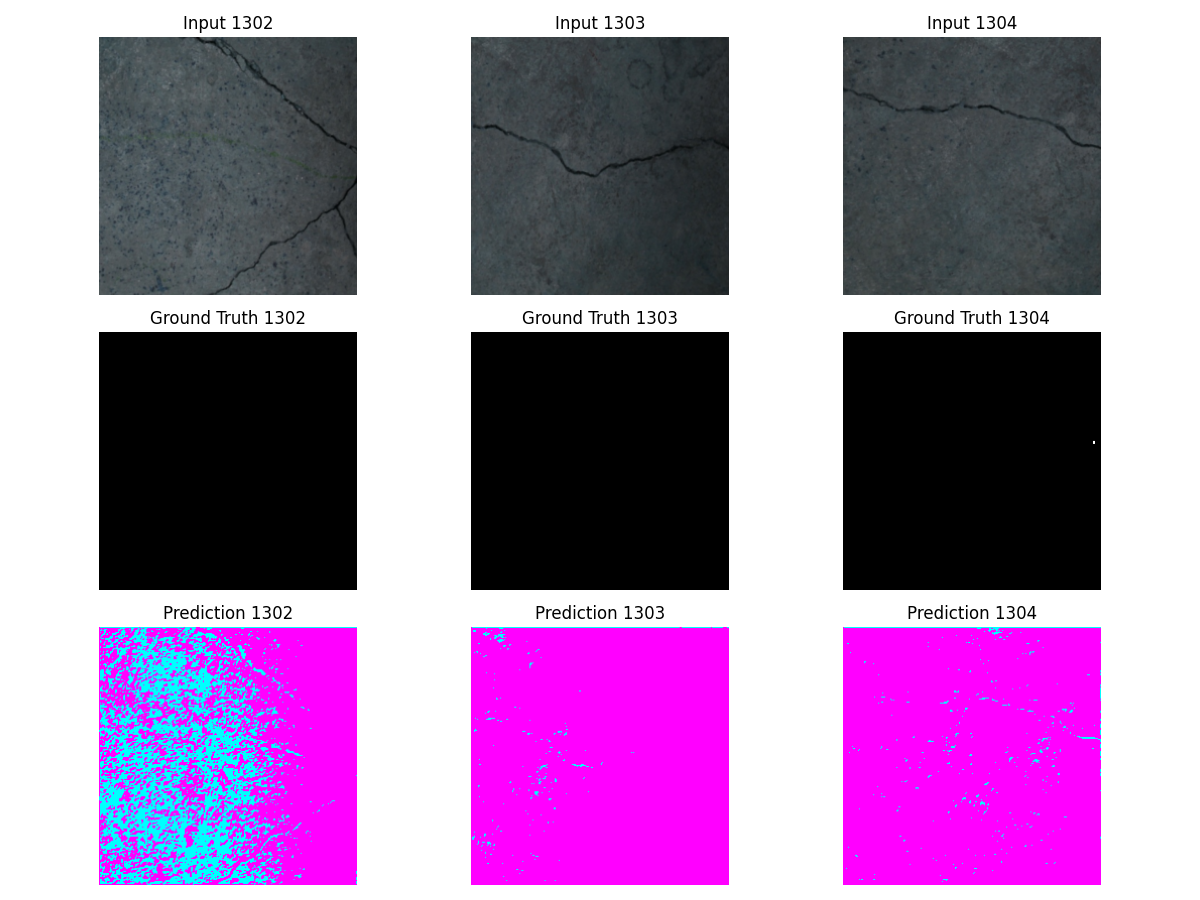 Input 1302
Input 1303
Input 1304
Ground Truth 1302
Ground Truth 1303
Ground Truth 1304
Prediction 1302
Prediction 1303
Prediction 1304